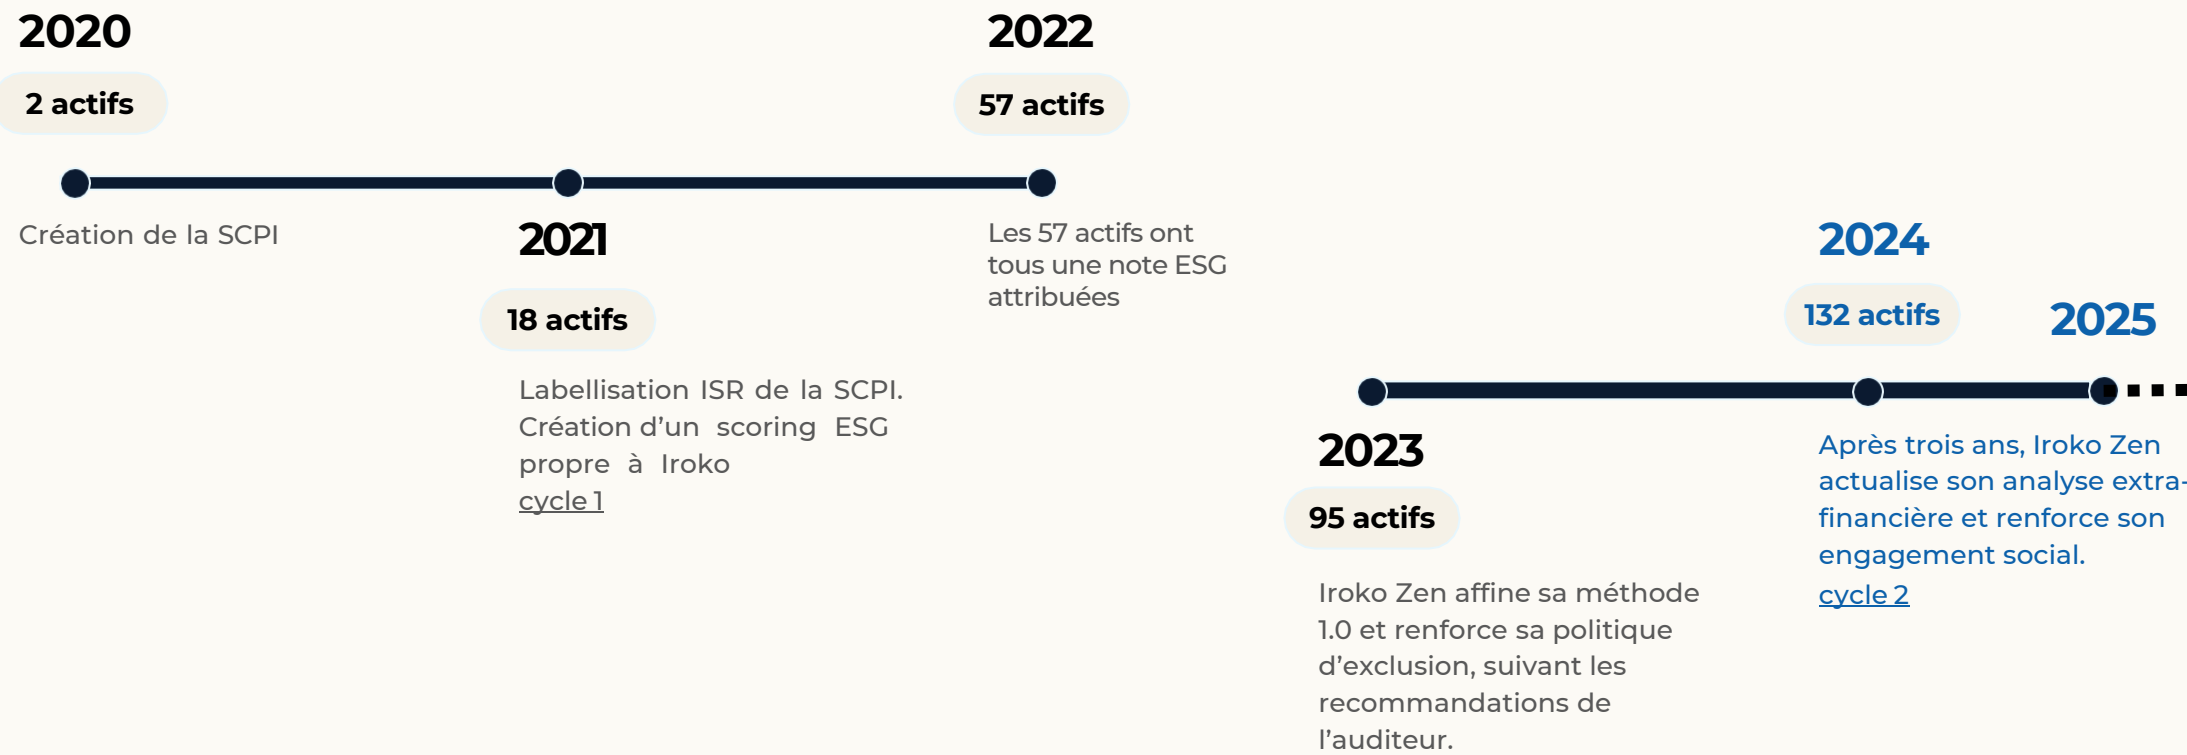 2020
2 actifs
Création de la SCPI
2021
18 actifs
Labellisation ISR de la SCPI.
Création d’un scoring ESG
propre à Iroko
cycle 1
2022
57 actifs
Les 57 actifs ont
tous une note ESG
attribuées
2023
95 actifs
Iroko Zen affine sa méthode
1.0 et renforce sa politique
d’exclusion, suivant les
recommandations de
l’auditeur.
2024
132 actifs
Après trois ans, Iroko Zen
actualise son analyse extra-
financière et renforce son
engagement social.
cycle 2
2025